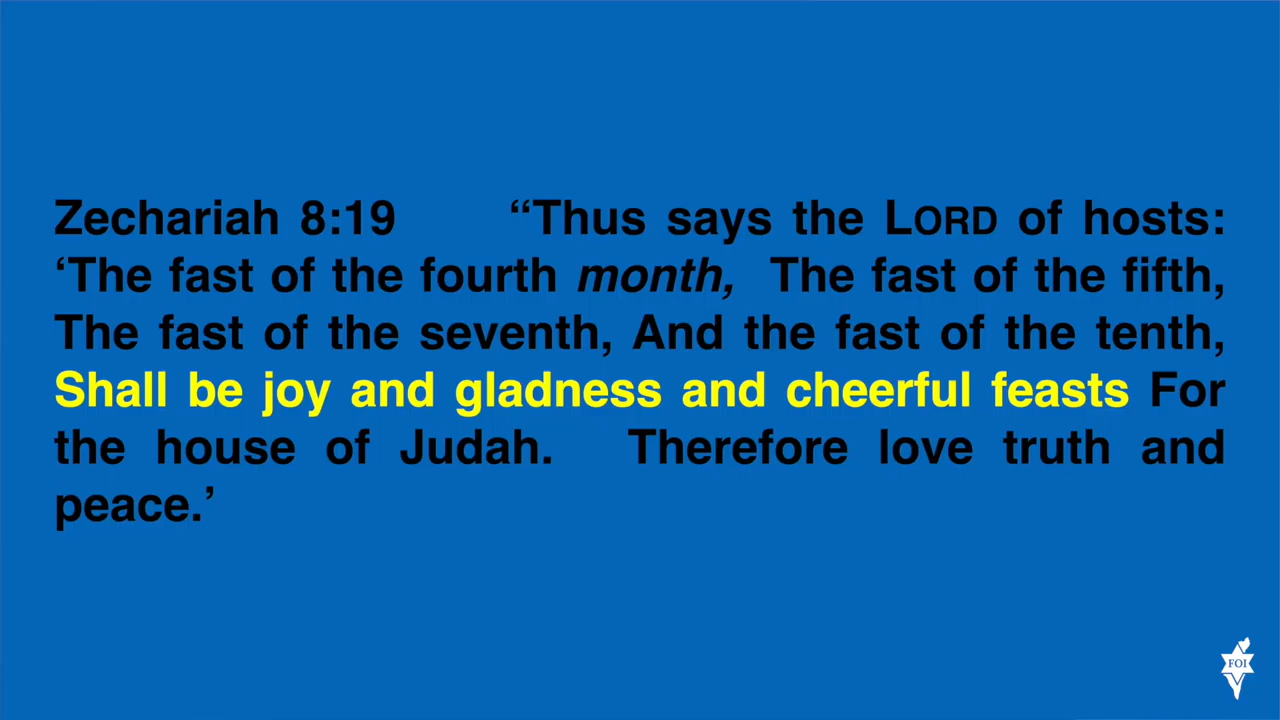 Zechariah 8:19 “Thus says the LORD of hosts:
‘The fast of the fourth month, The fast of the fifth,
The fast of the seventh, And the fast of the tenth,
Shall be joy and gladness and cheerful feasts For
the house of Judah. Therefore love truth and
peace.’
FOI